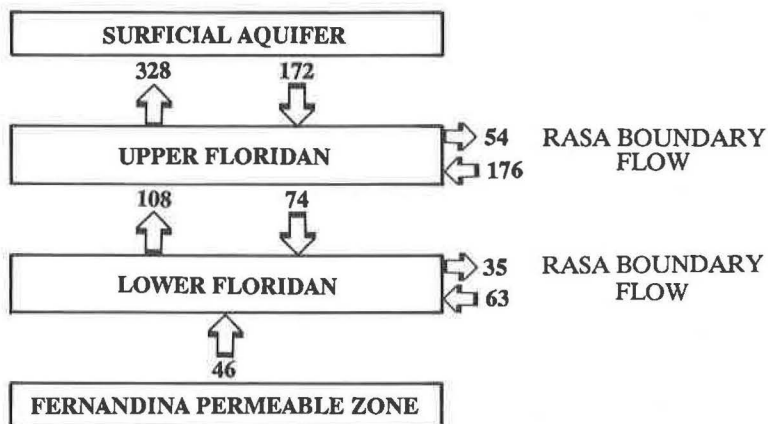 SURFICIAL AQUIFER
328 172
UPPER FLORIDAN
54 RASA BOUNDARY
176 FLOW
108 74
LOWER FLORIDAN
35 RASA BOUNDARY
63 FLOW
46
FERNANDINA PERMEABLE ZONE